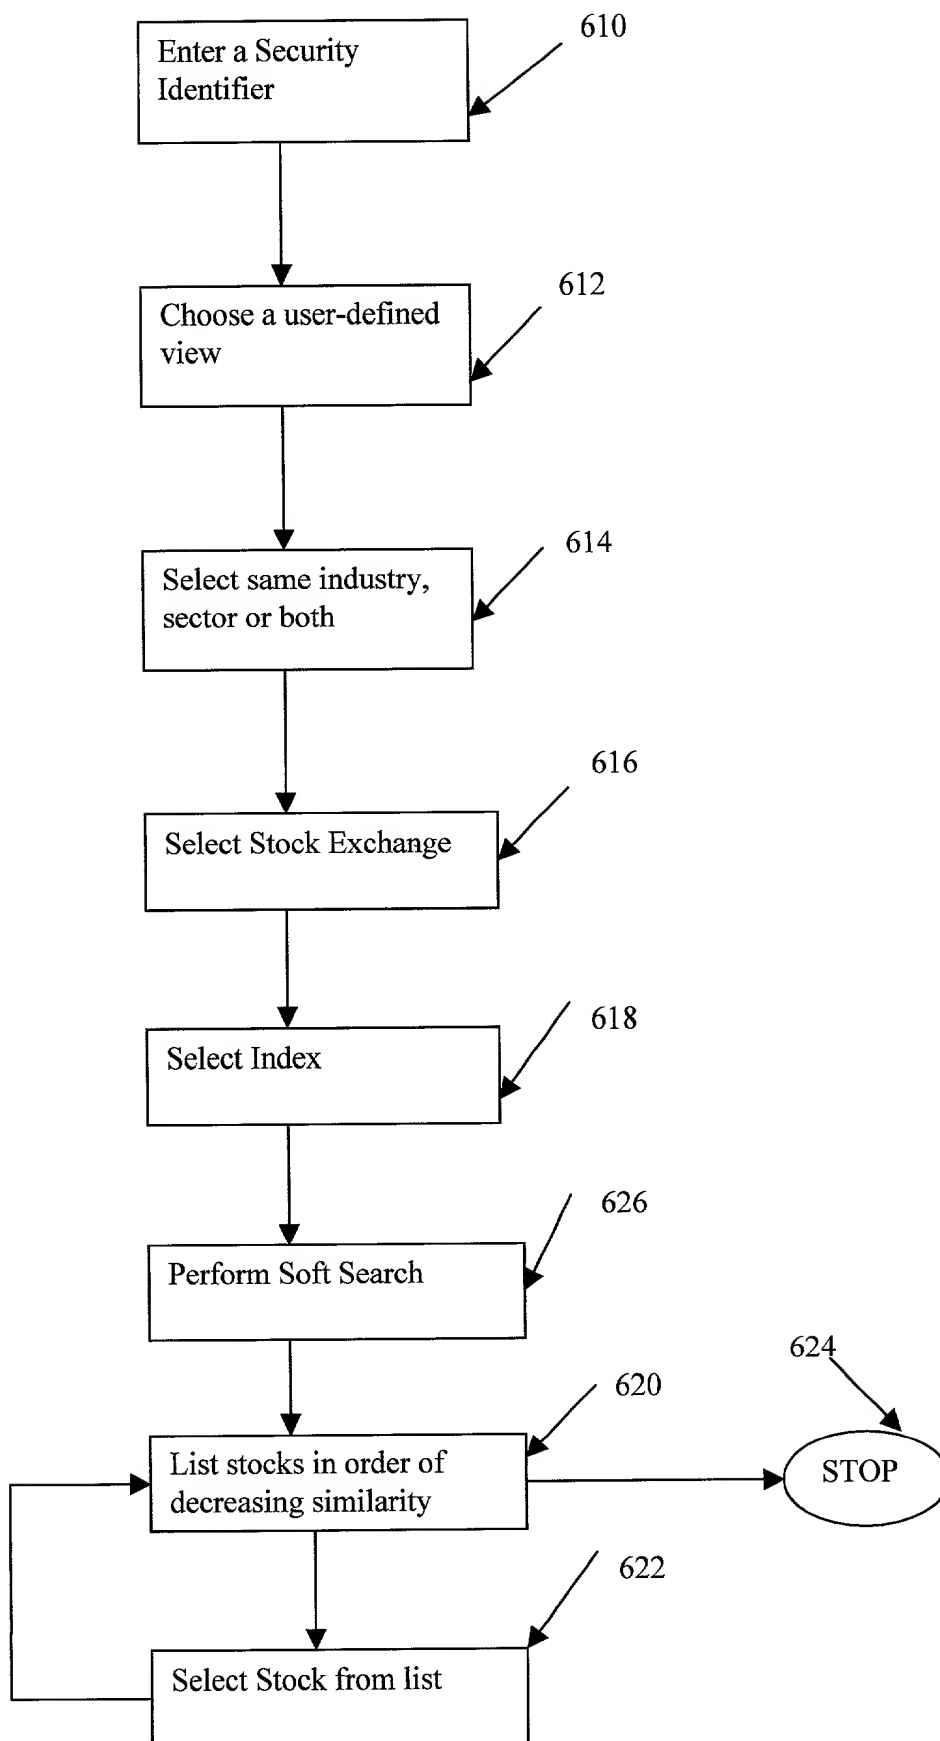 Enter a Security
Identifier
610
Choose a user-defined
view
612
Select same industry,
sector or both
614
Select Stock Exchange
616
Select Index
618
Perform Soft Search
626
List stocks in order of
decreasing similarity
620
624
STOP
Select Stock from list
622